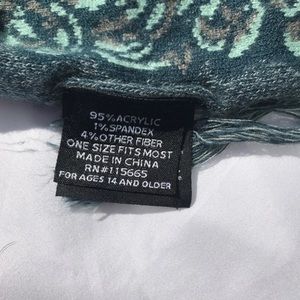 95%ACRYLIC
1%SPANDEX
4%OTHER FIBER
ONE SIZE FITS MOST
MADE IN CHINA
RN#115665
FOR AGES 14 AND OLDER